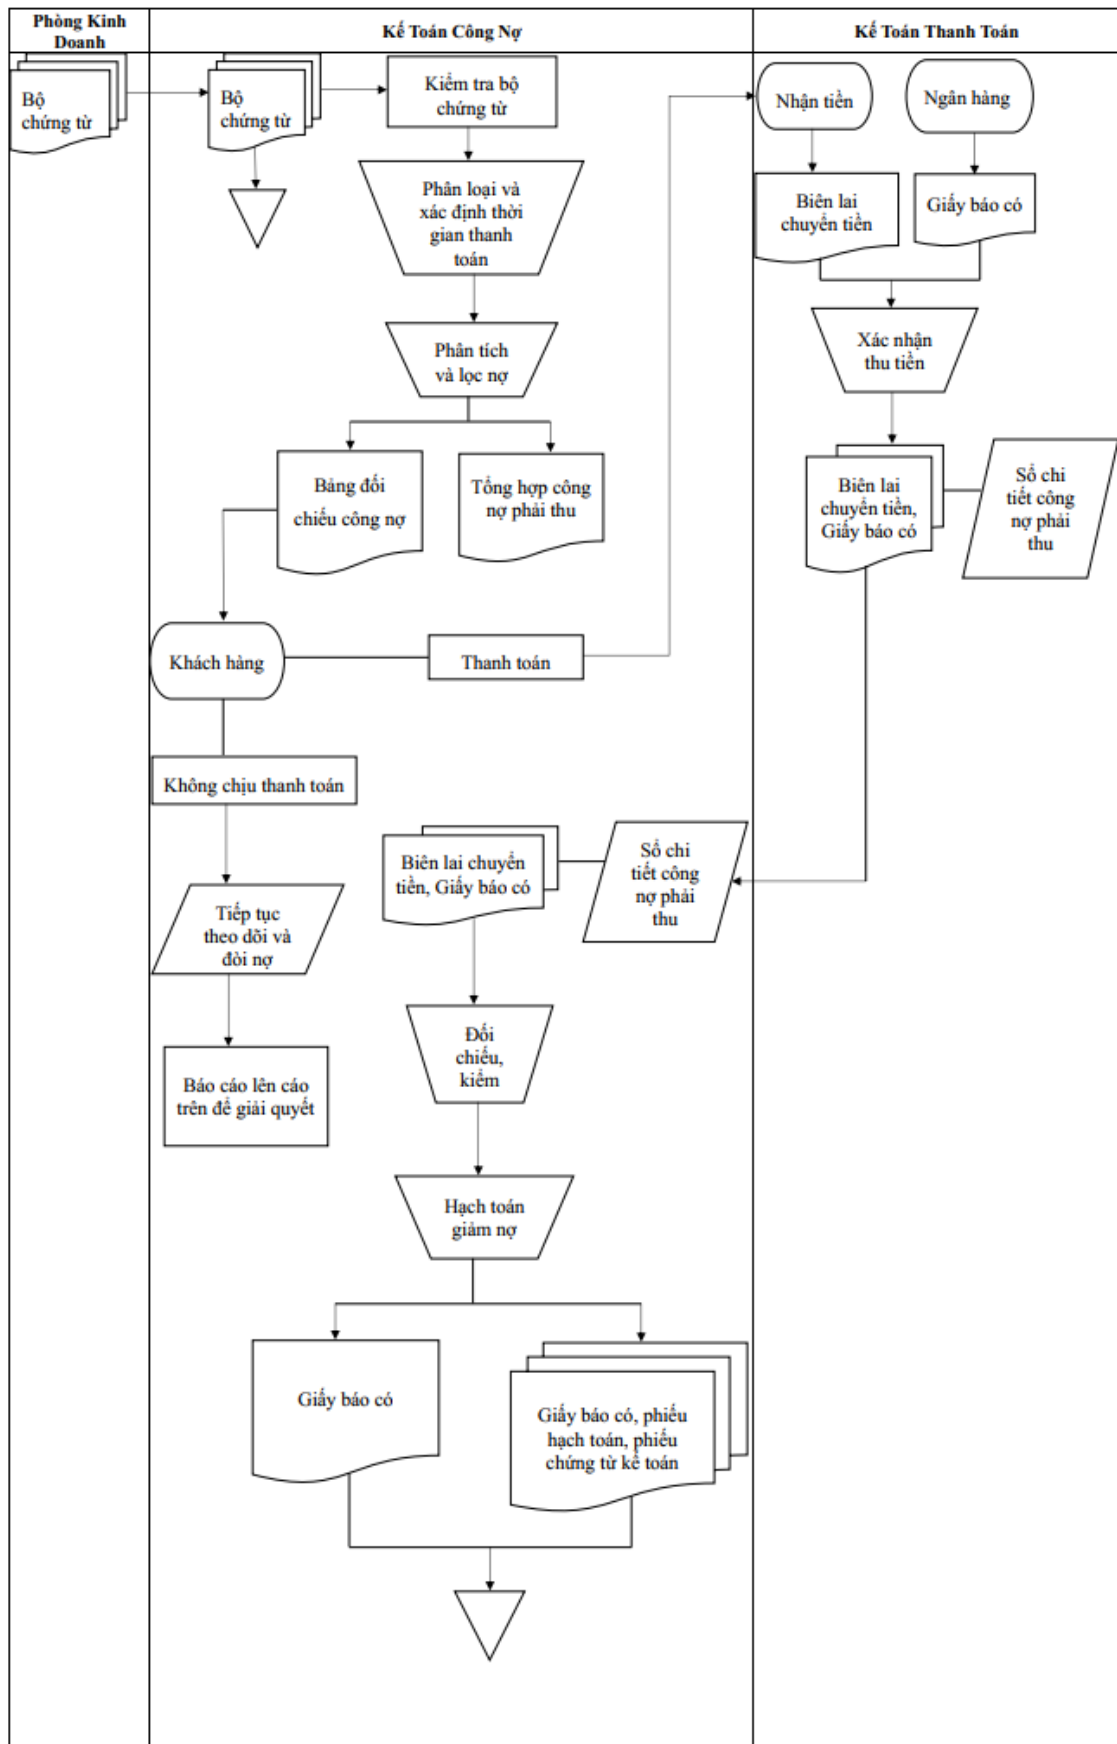 Phòng Kinh
Doanh
Kế Toán Công Nợ
Kế Toán Thanh Toán
Bộ
chứng từ
Bộ
chứng từ
Kiểm tra bộ
chứng từ
Nhận tiền
Ngân hàng
Phân loại và
xác định thời
gian thanh
toán
Biên lai
chuyển tiền
Giấy báo có
Phân tích
và lọc nợ
Xác nhận
thu tiền
Bảng đối
chiếu công nợ
Tổng hợp công
nợ phải thu
Biên lai
chuyển tiền,
Giấy báo có
Sổ chi
tiết công
nợ phải
thu
Khách hàng
Thanh toán
Không chịu thanh toán
Biên lai chuyển
tiền, Giấy báo có
Sổ chi
tiết công
nợ phải
thu
Tiếp tục
theo dõi và
đòi nợ
Đối
chiếu,
kiểm
Báo cáo lên cáo
trên để giải quyết
Hạch toán
giảm nợ
Giấy báo có
Giấy báo có, phiếu
hạch toán, phiếu
chứng từ kế toán